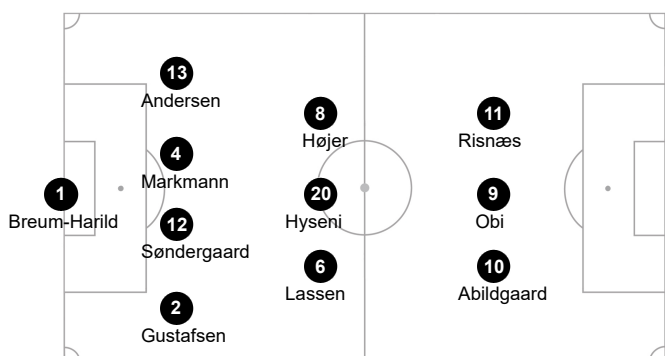 13
Andersen
8
Højer
11
Risnæs
4
Markmann
1
Breum-Harild
20
Hyseni
9
Obi
12
Søndergaard
6
Lassen
10
Abildgaard
2
Gustafsen